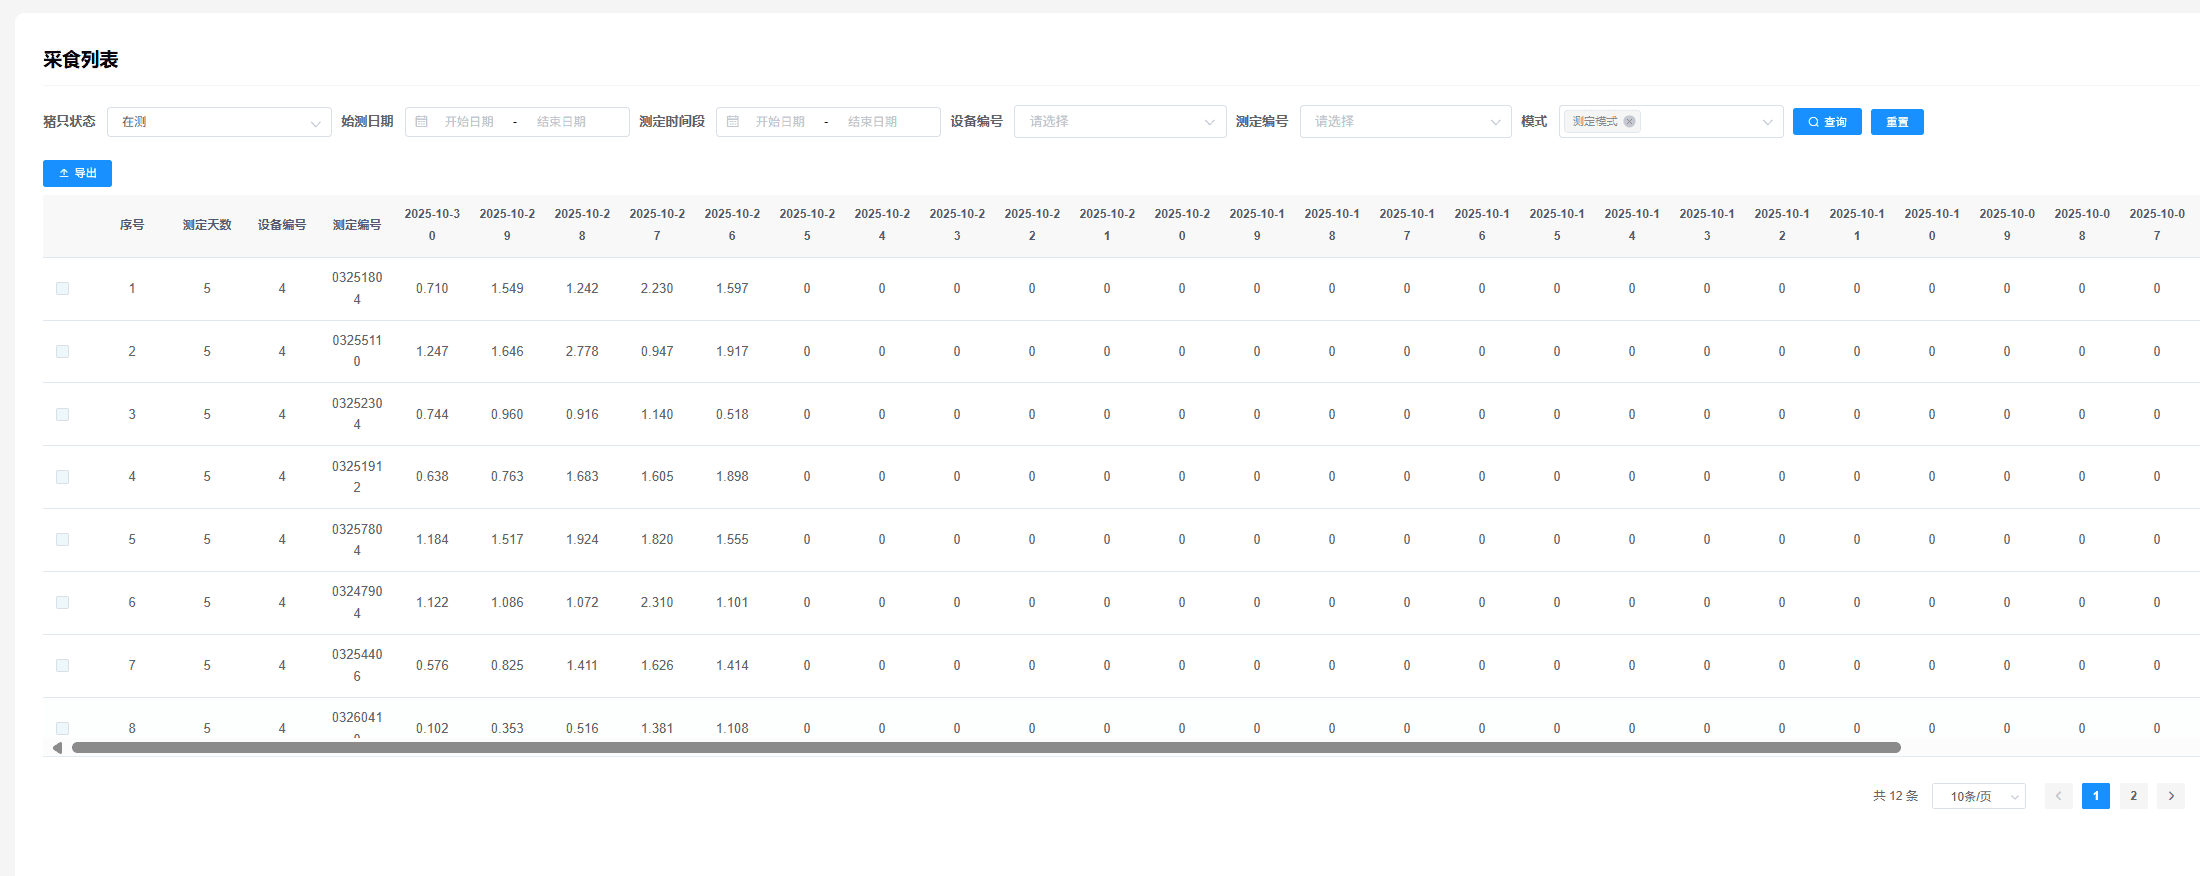 采食列表
猪只状态 在测 始测日期 开始日期 - 结束日期 测定时间段 开始日期 - 结束日期 设备编号 请选择 测定编号 请选择 模式 测定模式 查询 重置
导出
序号 测定天数 设备编号 测定编号 2025-10-30 2025-10-29 2025-10-28 2025-10-27 2025-10-26 2025-10-25 2025-10-24 2025-10-23 2025-10-22 2025-10-21 2025-10-20 2025-10-19 2025-10-18 2025-10-17 2025-10-16 2025-10-15 2025-10-14 2025-10-13 2025-10-12 2025-10-11 2025-10-10 2025-10-09 2025-10-08 2025-10-07
1 5 4 03251804 0.710 1.549 1.242 2.230 1.597 0 0 0 0 0 0 0 0 0 0 0 0 0 0 0 0 0 0 0
2 5 4 03255110 1.247 1.646 2.778 0.947 1.917 0 0 0 0 0 0 0 0 0 0 0 0 0 0 0 0 0 0 0
3 5 4 03252304 0.744 0.960 0.916 1.140 0.518 0 0 0 0 0 0 0 0 0 0 0 0 0 0 0 0 0 0 0
4 5 4 03251912 0.638 0.763 1.683 1.605 1.898 0 0 0 0 0 0 0 0 0 0 0 0 0 0 0 0 0 0 0
5 5 4 03257804 1.184 1.517 1.924 1.820 1.555 0 0 0 0 0 0 0 0 0 0 0 0 0 0 0 0 0 0 0
6 5 4 03247904 1.122 1.086 1.072 2.310 1.101 0 0 0 0 0 0 0 0 0 0 0 0 0 0 0 0 0 0 0
7 5 4 03254406 0.576 0.825 1.411 1.626 1.414 0 0 0 0 0 0 0 0 0 0 0 0 0 0 0 0 0 0 0
8 5 4 0326041 0.102 0.353 0.516 1.381 1.108 0 0 0 0 0 0 0 0 0 0 0 0 0 0 0 0 0 0 0
共 12 条 10条/页 1 2